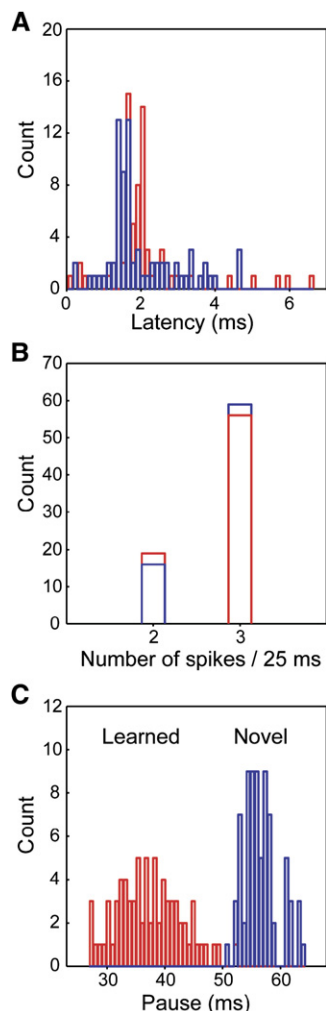 A
20
16
12
8
4
0
Count
0 2 4 6
Latency (ms)
B
70
60
50
40
30
20
10
0
Count
2 3
Number of spikes / 25 ms
C
12
10
8
6
4
2
0
Count
Learned Novel
30 40 50 60
Pause (ms)